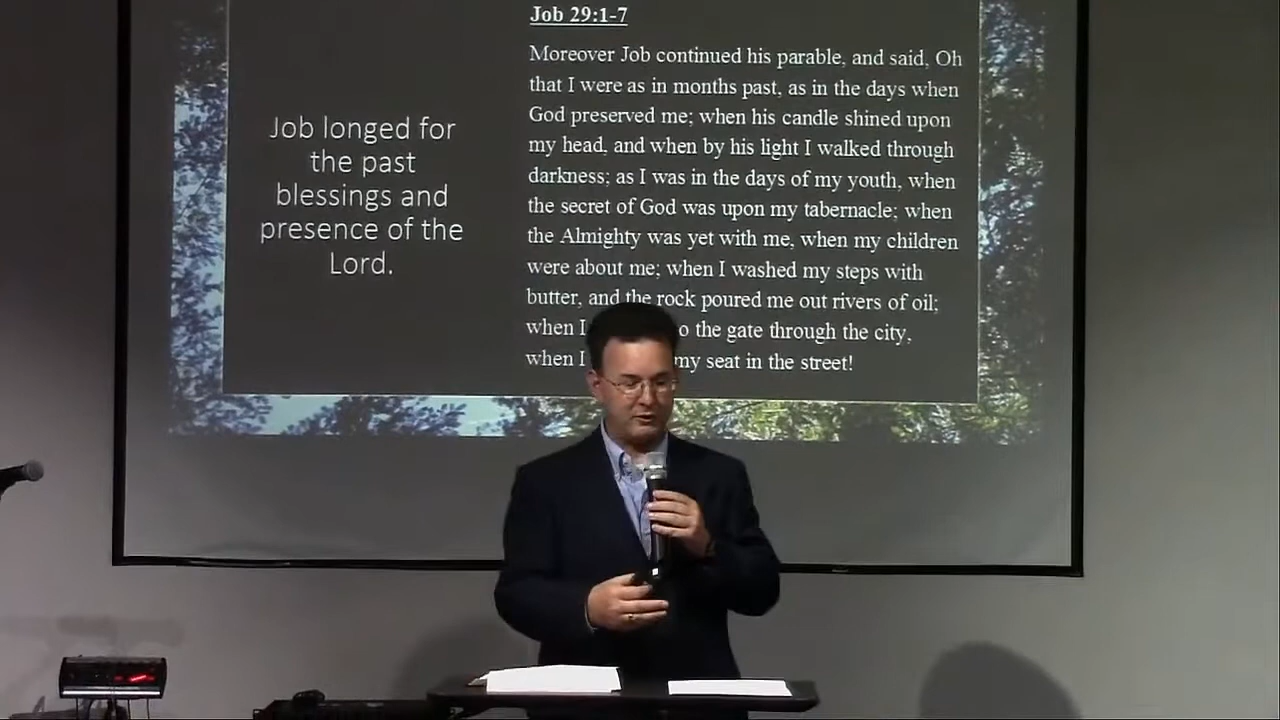 Job longed for
the past
blessings and
presence of the
Lord.
Job 29:1-7
Moreover Job continued his parable, and said, Oh
that I were as in months past, as in the days when
God preserved me; when his candle shined upon
my head, and when by his light I walked through
darkness; as I was in the days of my youth, when
the secret of God was upon my tabernacle; when
the Almighty was yet with me, when my children
were about me; when I washed my steps with
butter, and the rock poured me out rivers of oil;
when I the gate through the city,
when I my seat in the street!